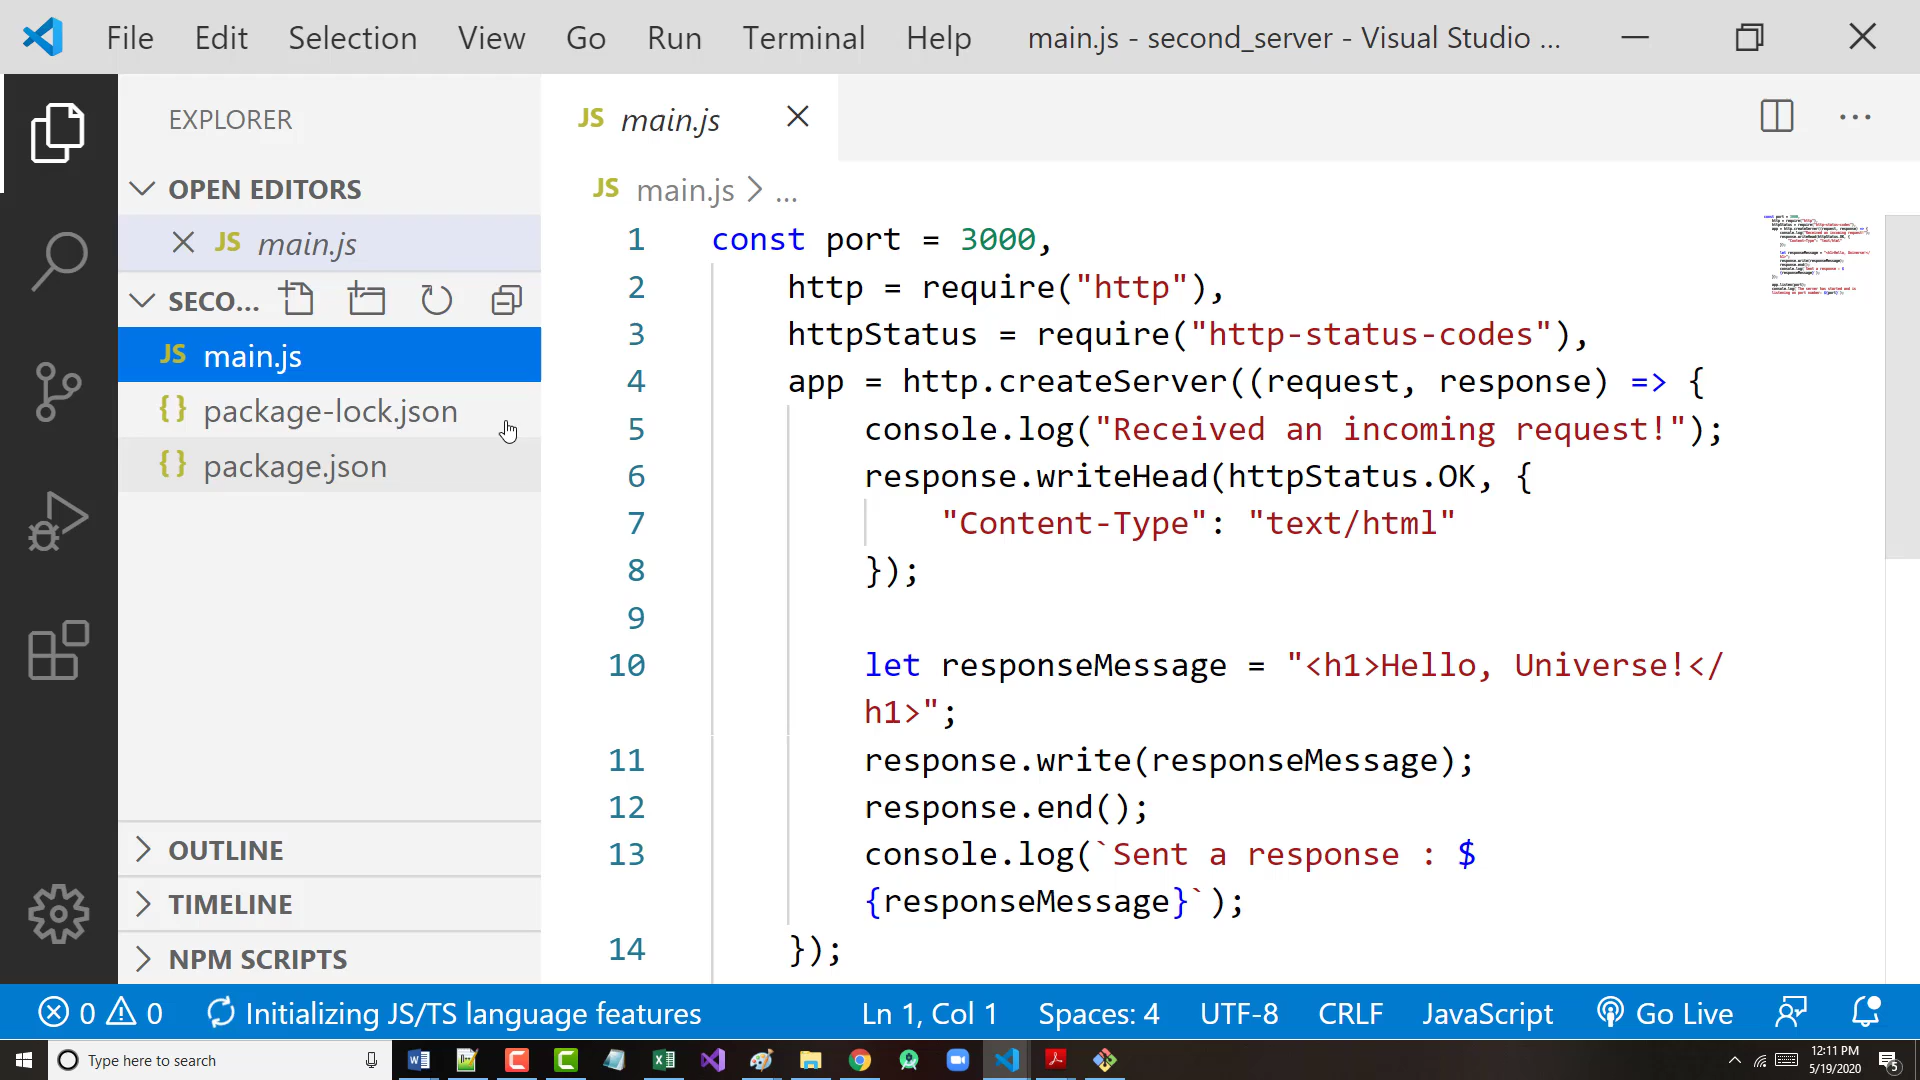 File Edit Selection View Go Run Terminal Help main.js - second_server - Visual Studio ...
EXPLORER
OPEN EDITORS
JS main.js
SECO...
JS main.js
{} package-lock.json
{} package.json
OUTLINE
TIMELINE
NPM SCRIPTS
JS main.js
JS main.js > ...
1 const port = 3000,
2 http = require("http"),
3 httpStatus = require("http-status-codes"),
4 app = http.createServer((request, response) => {
5 console.log("Received an incoming request!");
6 response.writeHead(httpStatus.OK, {
7 "Content-Type": "text/html"
8 });
9
10 let responseMessage = "<h1>Hello, Universe!</
h1>";
11 response.write(responseMessage);
12 response.end();
13 console.log(`Sent a response : $
{responseMessage}`);
14 });
0 0 Initializing JS/TS language features Ln 1, Col 1 Spaces: 4 UTF-8 CRLF JavaScript Go Live
Type here to search
12:11 PM
5/19/2020
5